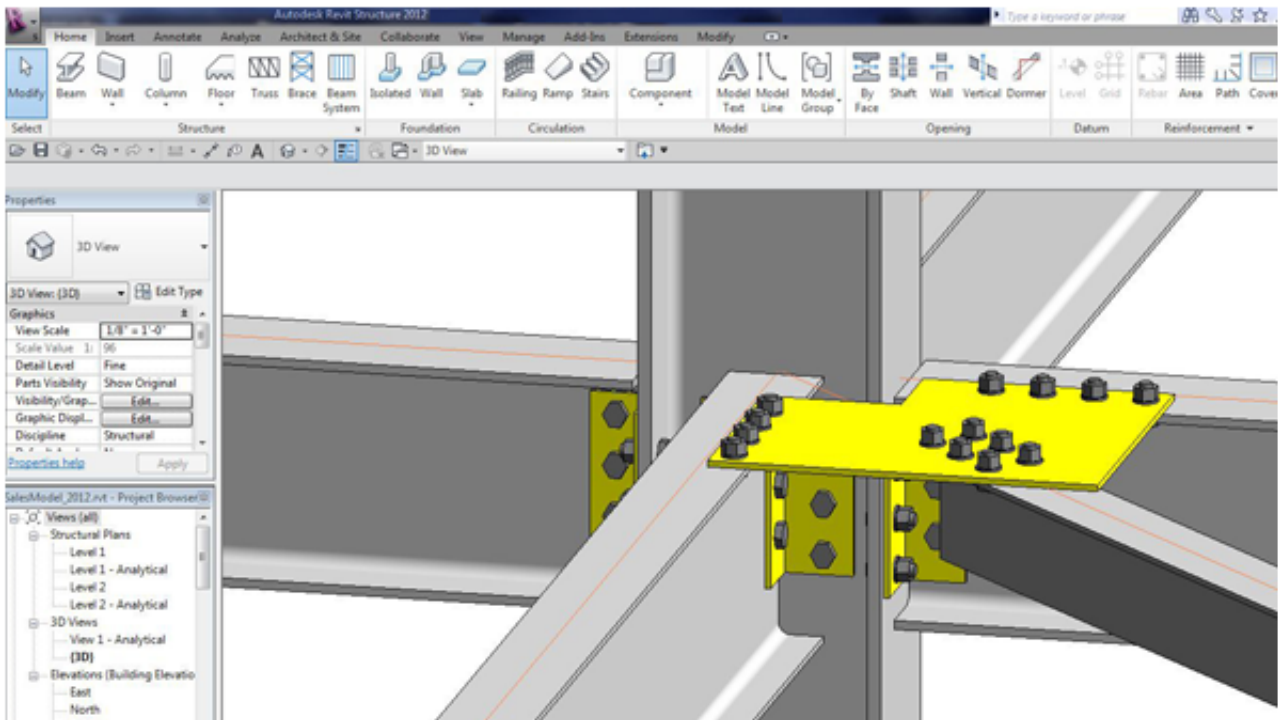 Autodesk Revit Structure 2012
Type a keyword or phrase
Home Insert Annotate Analyze Architect & Site Collaborate View Manage Add-Ins Extensions Modify
Modify Beam Wall Column Floor Truss Brace Beam System Isolated Wall Slab Railing Ramp Stairs Component Model Text Model Line Model Group By Face Shaft Wall Vertical Dormer Level Grid Rebar Area Path Cover
Select Structure Foundation Circulation Model Opening Datum Reinforcement
3D View
Properties
3D View
3D View: {3D} Edit Type
Graphics
View Scale 1/8" = 1'-0"
Scale Value 1: 96
Detail Level Fine
Parts Visibility Show Original
Visibility/Grap... Edit...
Graphic Displ... Edit...
Discipline Structural
Properties help Apply
SalesModel_2012.rvt - Project Browser
Views (all)
Structural Plans
Level 1
Level 1 - Analytical
Level 2
Level 2 - Analytical
3D Views
View 1 - Analytical
{3D}
Elevations (Building Elevatio
East
North